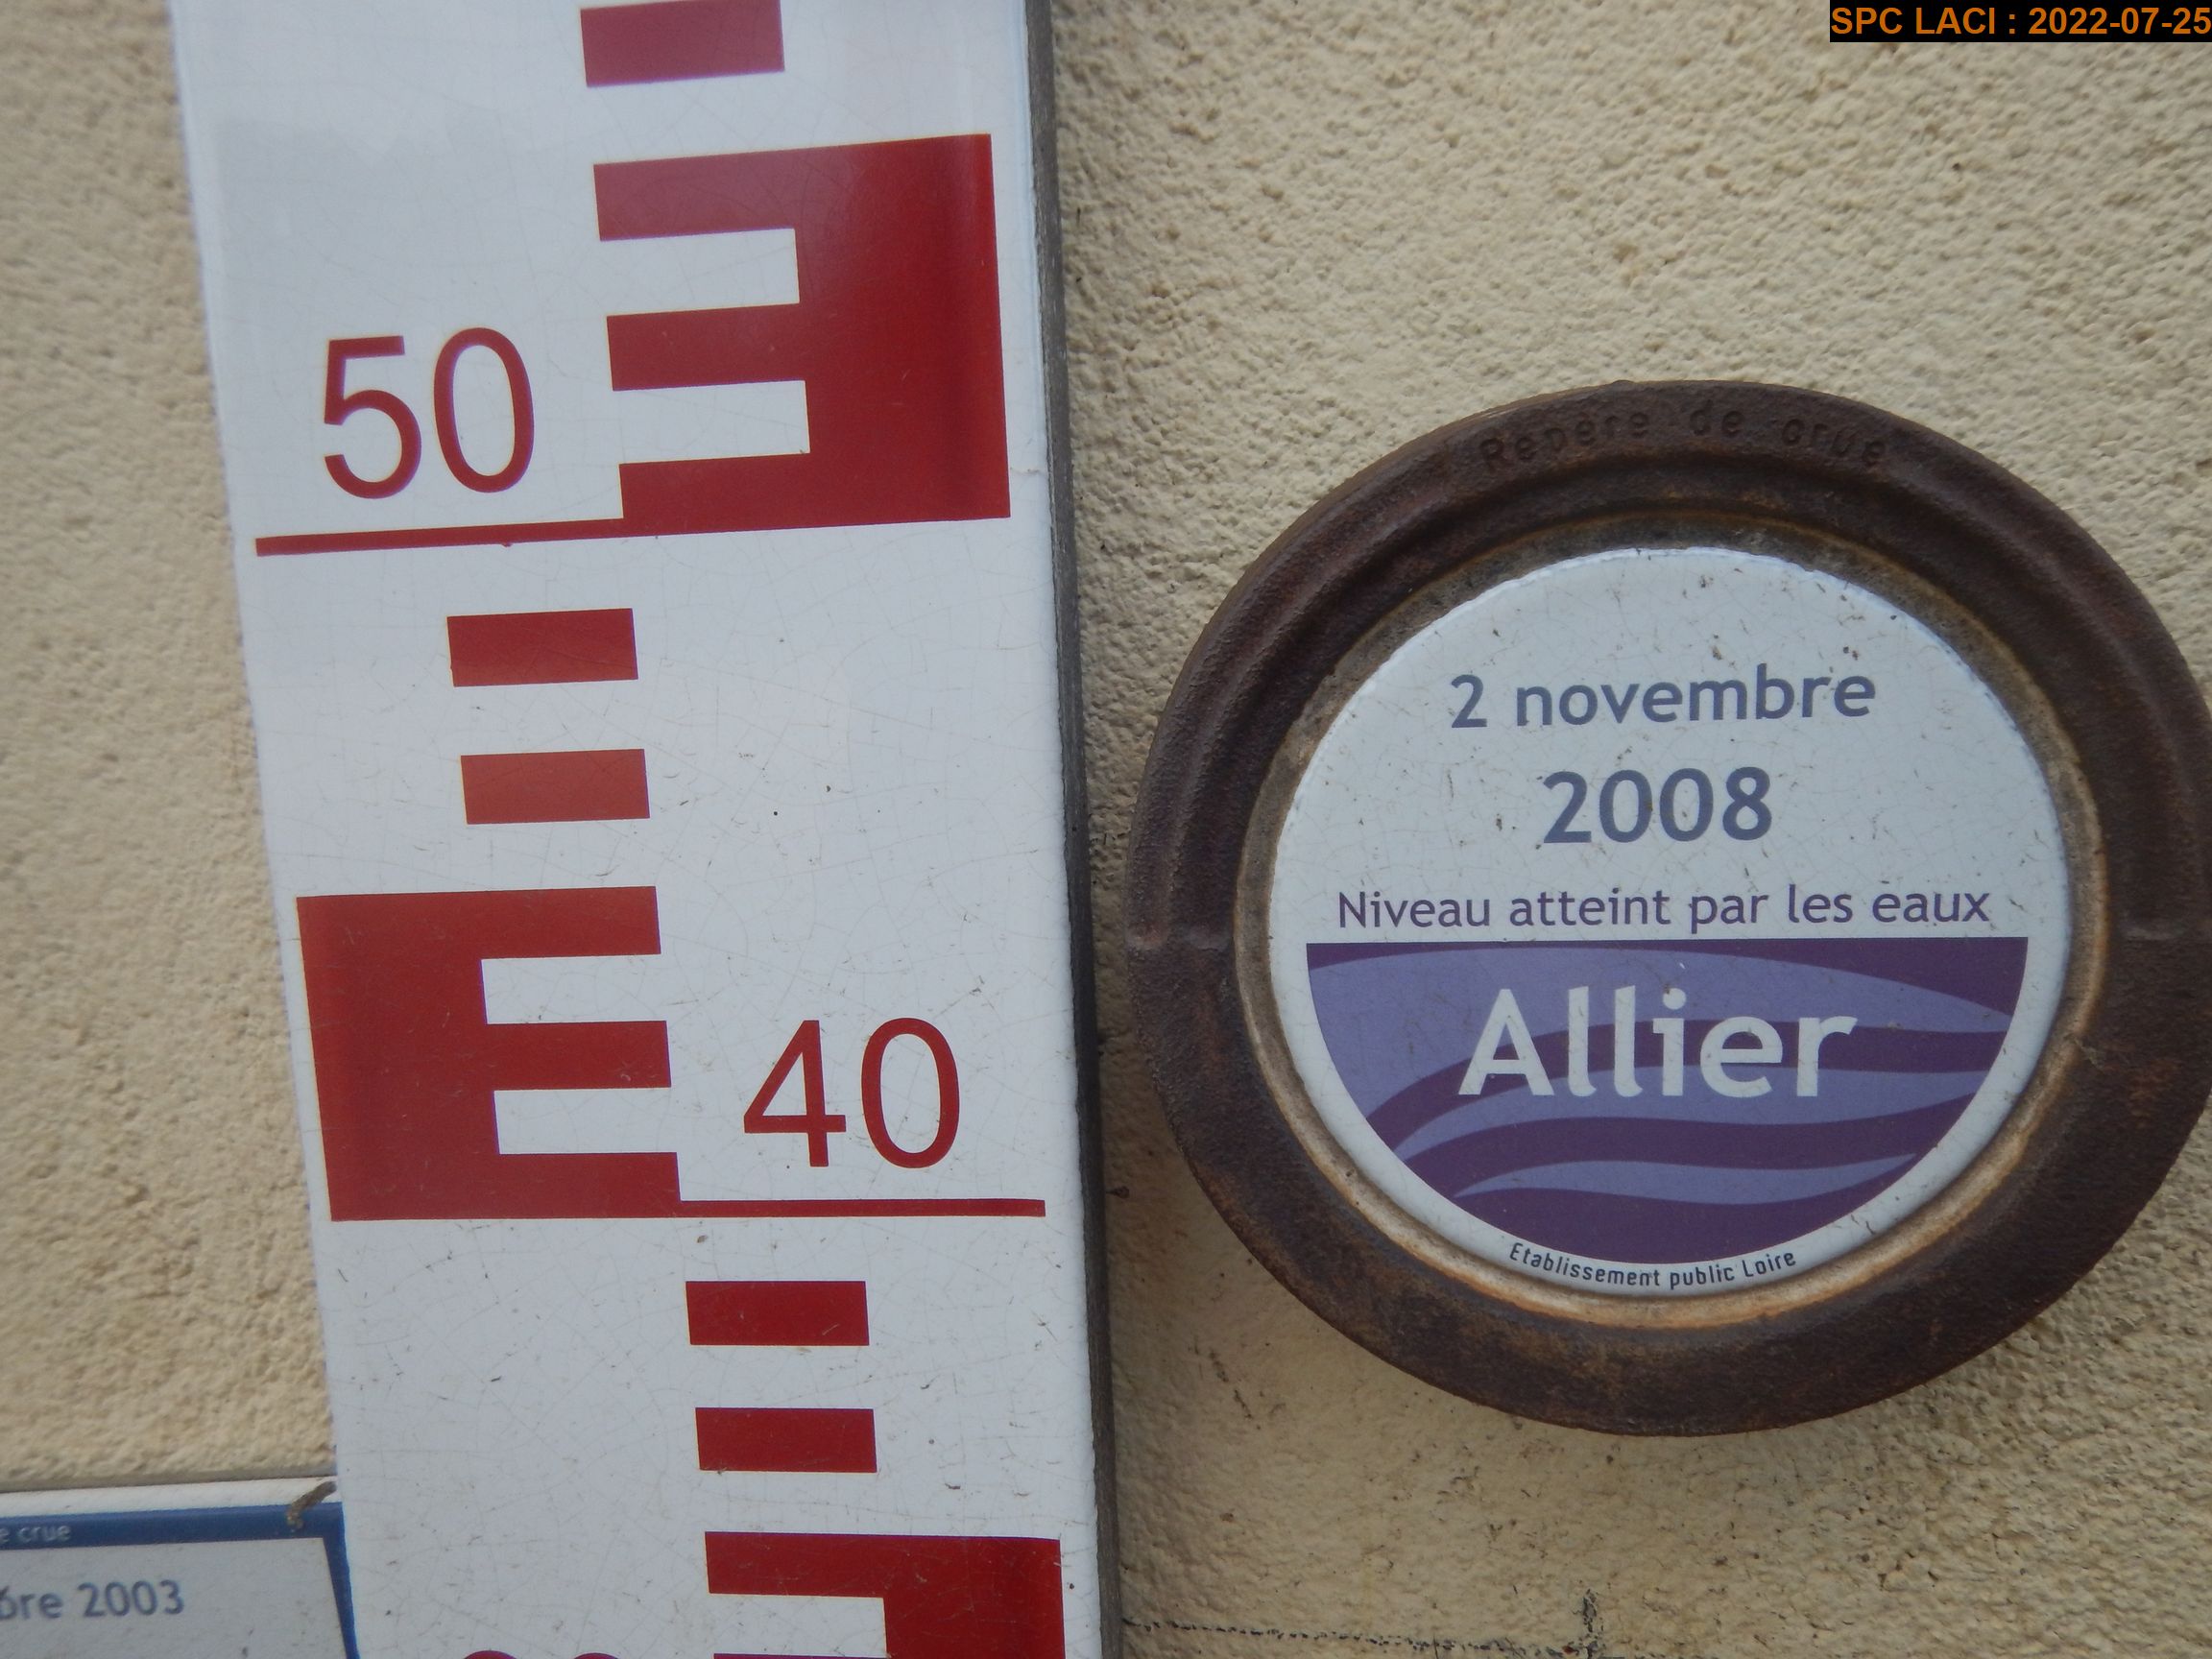 SPC LACI : 2022-07-25
50
Repère de crue
2 novembre
2008
Niveau atteint par les eaux
Allier
40
Etablissement public Loire
crue
2003